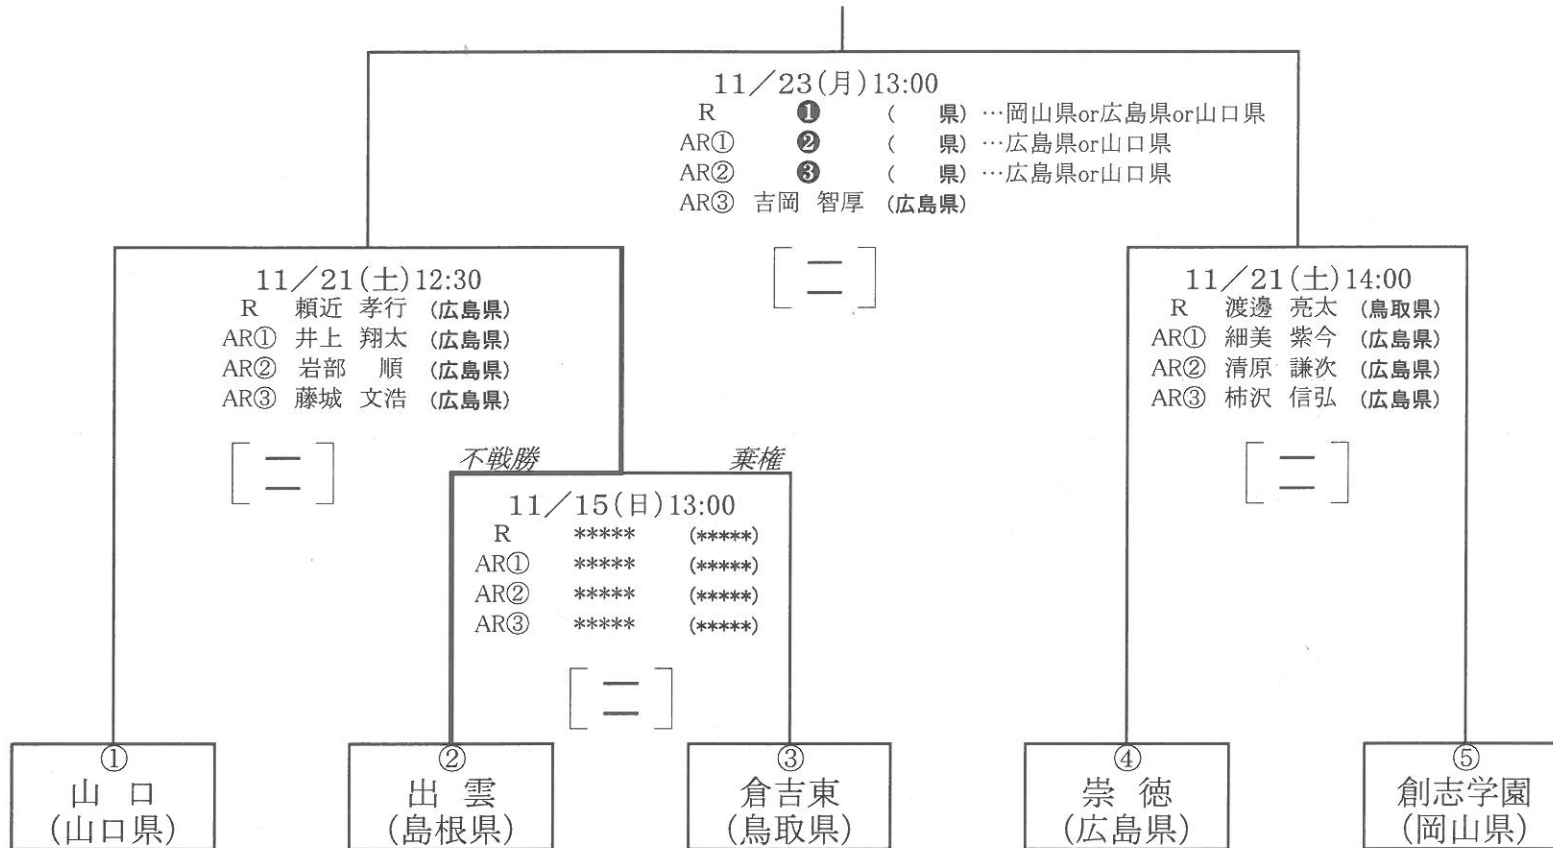 11/23(月)13:00
R ❶ (　県) …岡山県or広島県or山口県
AR① ❷ (　県) …広島県or山口県
AR② ❸ (　県) …広島県or山口県
AR③ 吉岡 智厚 (広島県)
11/21(土)12:30
R 頼近 孝行 (広島県)
AR① 井上 翔太 (広島県)
AR② 岩部 順 (広島県)
AR③ 藤城 文浩 (広島県)
11/21(土)14:00
R 渡邊 亮太 (鳥取県)
AR① 細美 紫今 (広島県)
AR② 清原 謙次 (広島県)
AR③ 柿沢 信弘 (広島県)
不戦勝 棄権
11/15(日)13:00
R ***** (*****)
AR① ***** (*****)
AR② ***** (*****)
AR③ ***** (*****)
①
山口
(山口県)
②
出雲
(島根県)
③
倉吉東
(鳥取県)
④
崇徳
(広島県)
⑤
創志学園
(岡山県)